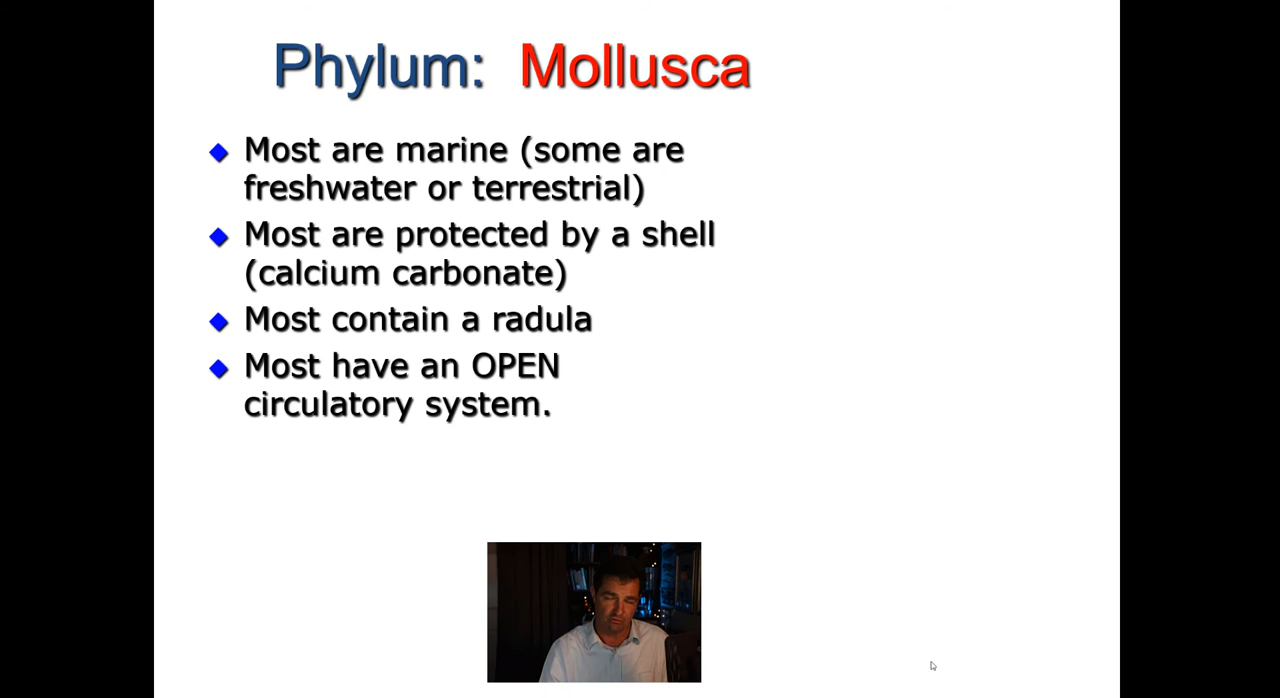 Phylum: Mollusca
Most are marine (some are
freshwater or terrestrial)
Most are protected by a shell
(calcium carbonate)
Most contain a radula
Most have an OPEN
circulatory system.